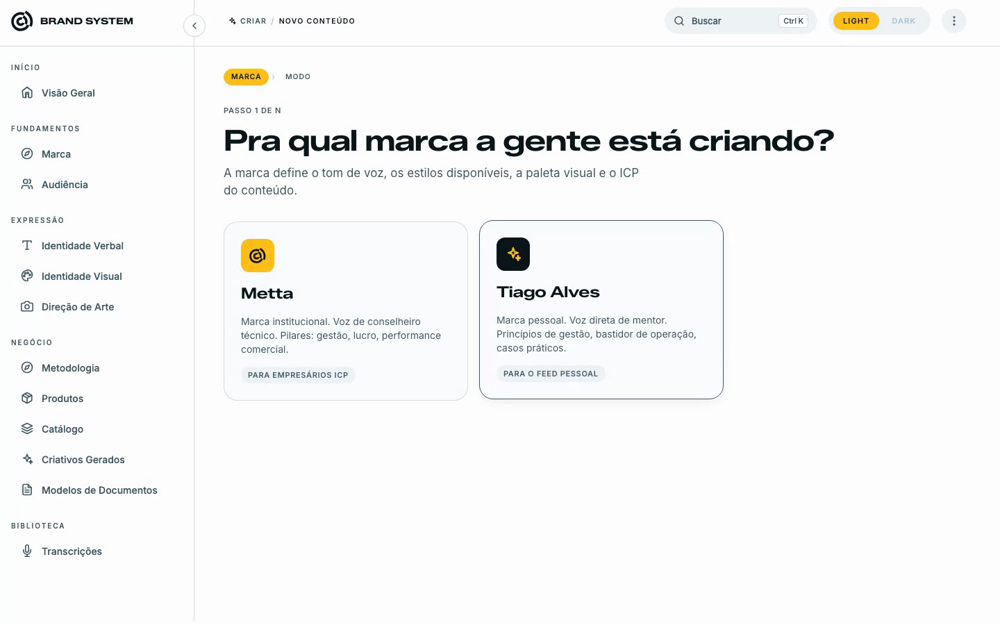 BRAND SYSTEM
CRIAR / NOVO CONTEÚDO
Buscar
Ctrl K
LIGHT
DARK
INÍCIO
Visão Geral
FUNDAMENTOS
Marca
Audiência
EXPRESSÃO
Identidade Verbal
Identidade Visual
Direção de Arte
NEGÓCIO
Metodologia
Produtos
Catálogo
Criativos Gerados
Modelos de Documentos
BIBLIOTECA
Transcrições
MARCA › MODO
PASSO 1 DE N
Pra qual marca a gente está criando?
A marca define o tom de voz, os estilos disponíveis, a paleta visual e o ICP
do conteúdo.
Metta
Marca institucional. Voz de conselheiro
técnico. Pilares: gestão, lucro, performance
comercial.
PARA EMPRESÁRIOS ICP
Tiago Alves
Marca pessoal. Voz direta de mentor.
Princípios de gestão, bastidor de operação,
casos práticos.
PARA O FEED PESSOAL